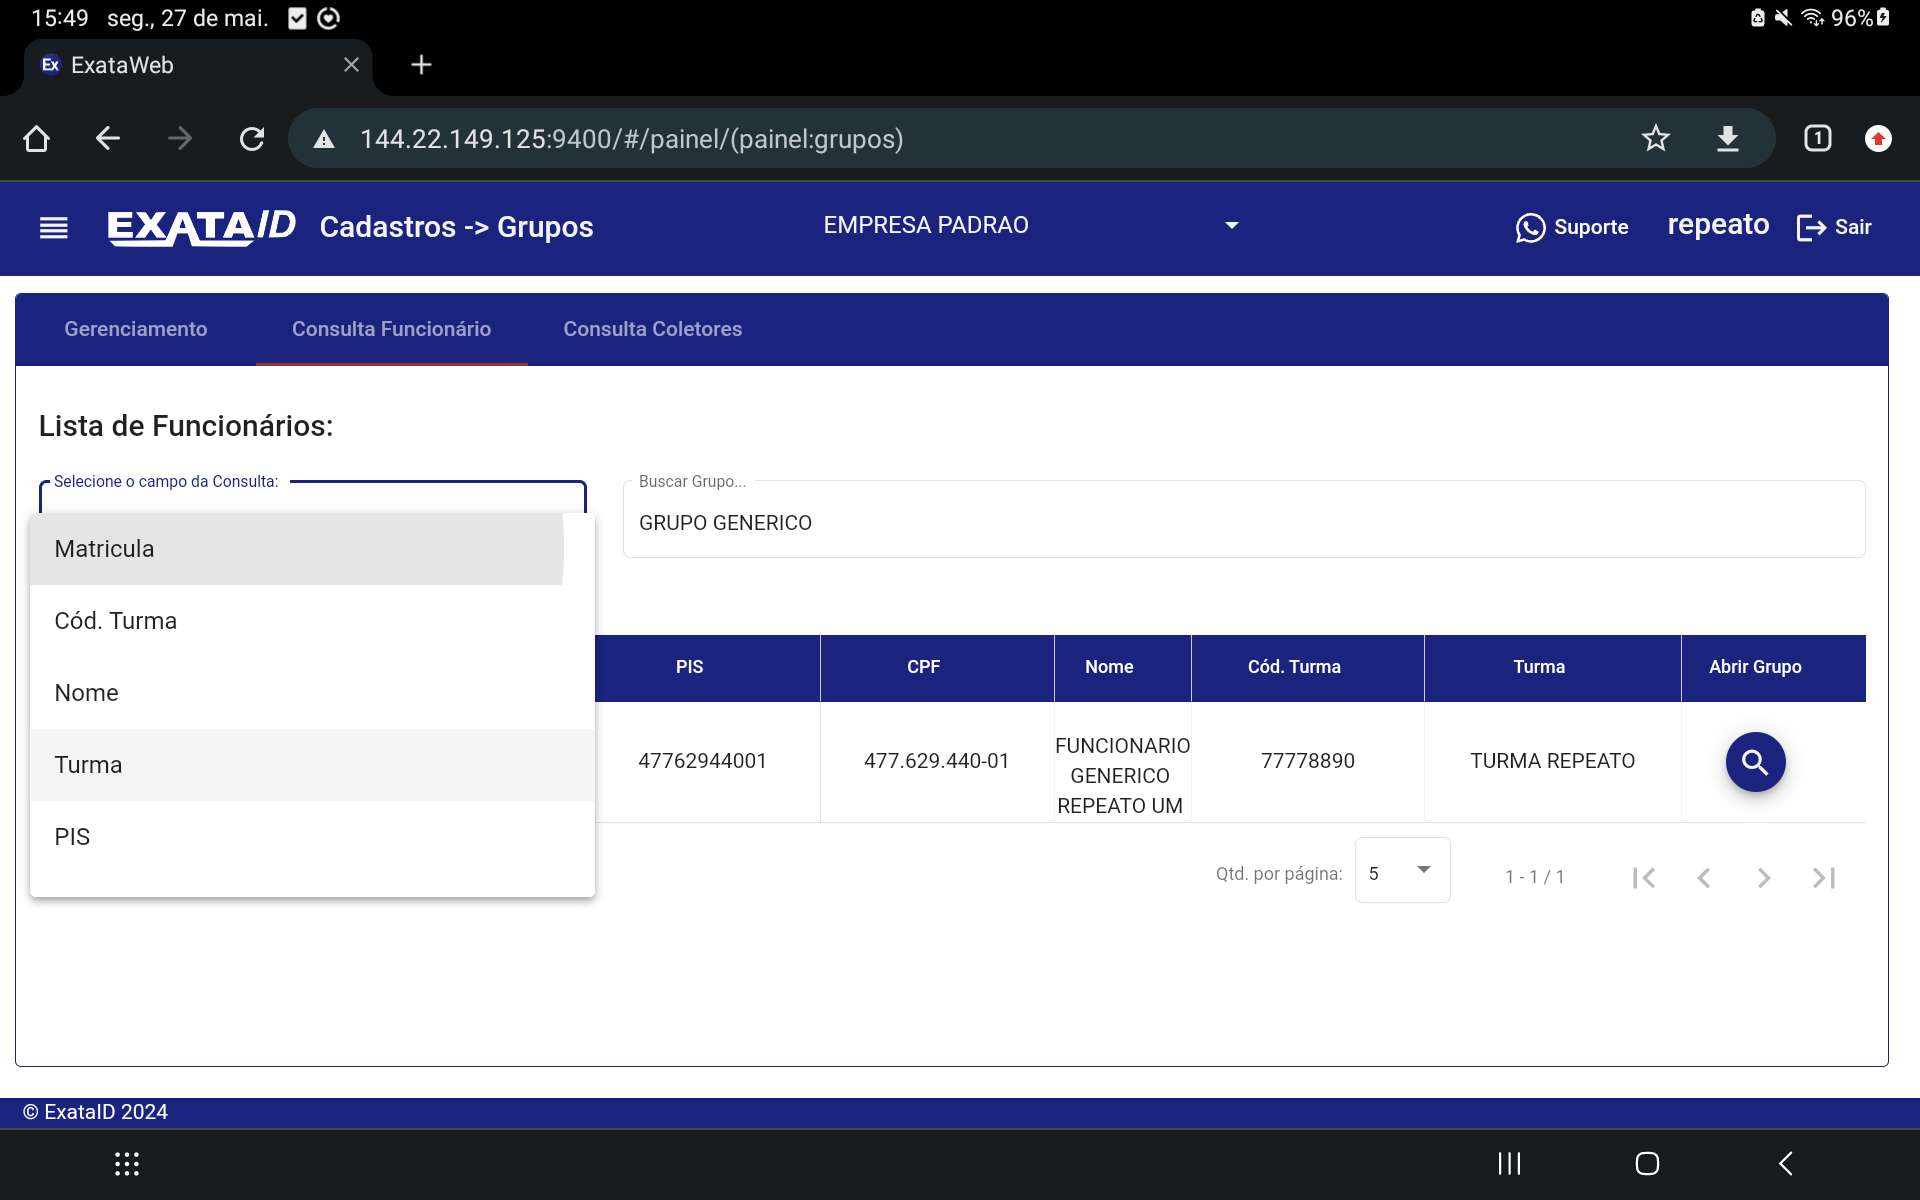 15:49 seg., 27 de mai. 96%
Ex ExataWeb
144.22.149.125:9400/#/painel/(painel:grupos) 1
EXATAID Cadastros -> Grupos EMPRESA PADRAO Suporte repeato Sair
Gerenciamento Consulta Funcionário Consulta Coletores
Lista de Funcionários:
Selecione o campo da Consulta: Buscar Grupo...
GRUPO GENERICO
Matricula
Cód. Turma
Nome
Turma
PIS
PIS CPF Nome Cód. Turma Turma Abrir Grupo
47762944001 477.629.440-01 FUNCIONARIO GENERICO REPEATO UM 77778890 TURMA REPEATO
Qtd. por página: 5 1 - 1 / 1
© ExataID 2024